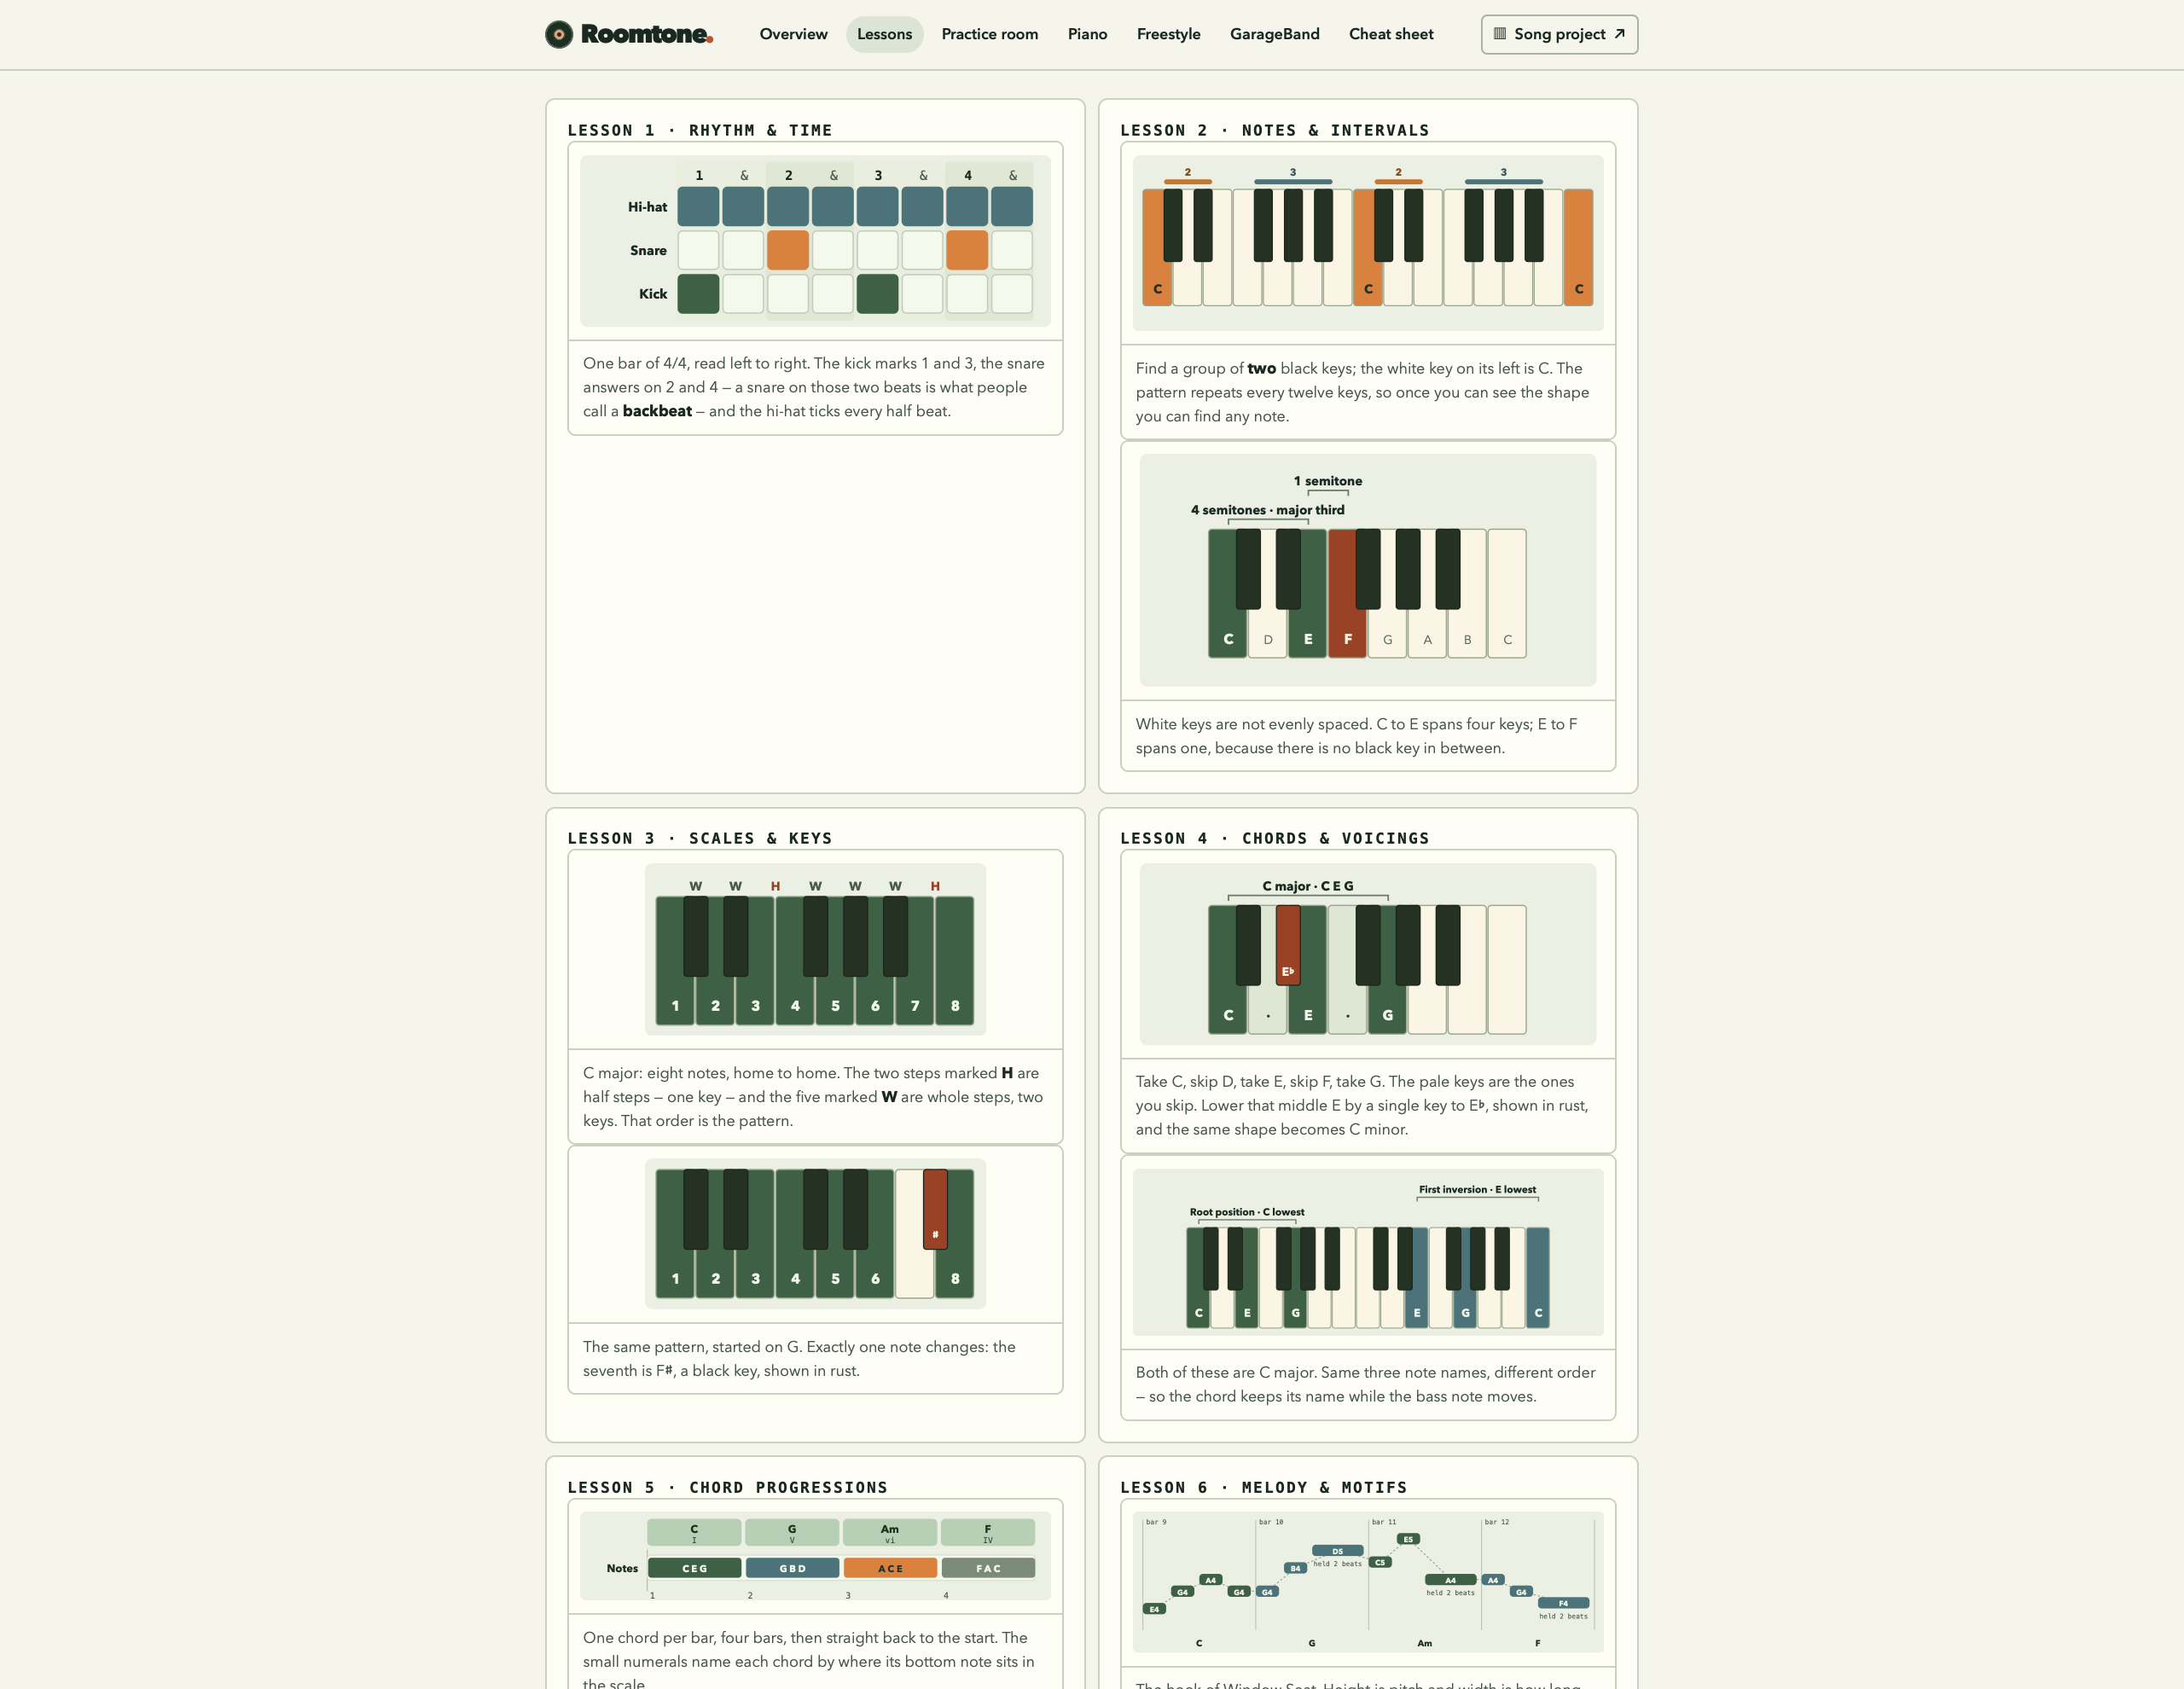 Roomtone.
Overview
Lessons
Practice room
Piano
Freestyle
GarageBand
Cheat sheet
Song project ↗
LESSON 1 · RHYTHM & TIME
1 & 2 & 3 & 4 &
Hi-hat
Snare
Kick
One bar of 4/4, read left to right. The kick marks 1 and 3, the snare
answers on 2 and 4 – a snare on those two beats is what people
call a backbeat – and the hi-hat ticks every half beat.
LESSON 2 · NOTES & INTERVALS
2 3 2 3
C C C
Find a group of two black keys; the white key on its left is C. The
pattern repeats every twelve keys, so once you can see the shape
you can find any note.
1 semitone
4 semitones · major third
C D E F G A B C
White keys are not evenly spaced. C to E spans four keys; E to F
spans one, because there is no black key in between.
LESSON 3 · SCALES & KEYS
W W H W W W H
1 2 3 4 5 6 7 8
C major: eight notes, home to home. The two steps marked H are
half steps – one key – and the five marked W are whole steps, two
keys. That order is the pattern.
♯
1 2 3 4 5 6 8
The same pattern, started on G. Exactly one note changes: the
seventh is F♯, a black key, shown in rust.
LESSON 4 · CHORDS & VOICINGS
C major · C E G
E♭
C · E · G
Take C, skip D, take E, skip F, take G. The pale keys are the ones
you skip. Lower that middle E by a single key to E♭, shown in rust,
and the same shape becomes C minor.
First inversion · E lowest
Root position · C lowest
C E G E G C
Both of these are C major. Same three note names, different order
– so the chord keeps its name while the bass note moves.
LESSON 5 · CHORD PROGRESSIONS
C G Am F
I V vi IV
Notes C E G G B D A C E F A C
1 2 3 4
One chord per bar, four bars, then straight back to the start. The
small numerals name each chord by where its bottom note sits in
the scale.
LESSON 6 · MELODY & MOTIFS
bar 9 bar 10 bar 11 bar 12
E4 G4 A4 G4 G4 B4 D5 C5 E5 A4 A4 G4 F4
held 2 beats
held 2 beats
held 2 beats
C G Am F
The hook of Window Seat. Height is pitch and width is how long